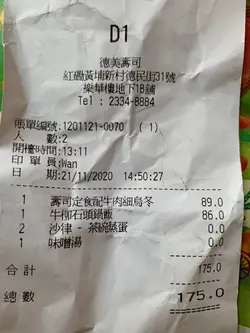 D1
德美壽司
紅磡黃埔新村德民街31號
樂華樓地下1B舖
Tel : 2334-8884
賬單編號:1201121-0070 ( 1)
人 數:2
開檯時間:13:11
印 單 員:Wan
日 期:21/11/2020 14:50:27
1 壽司定食配牛肉細烏冬 89.0
1 牛柳石頭鍋飯 86.0
2 沙律 - 茶碗蒸蛋 0.0
1 味噌湯 0.0
合計 175.0
總數 175.0